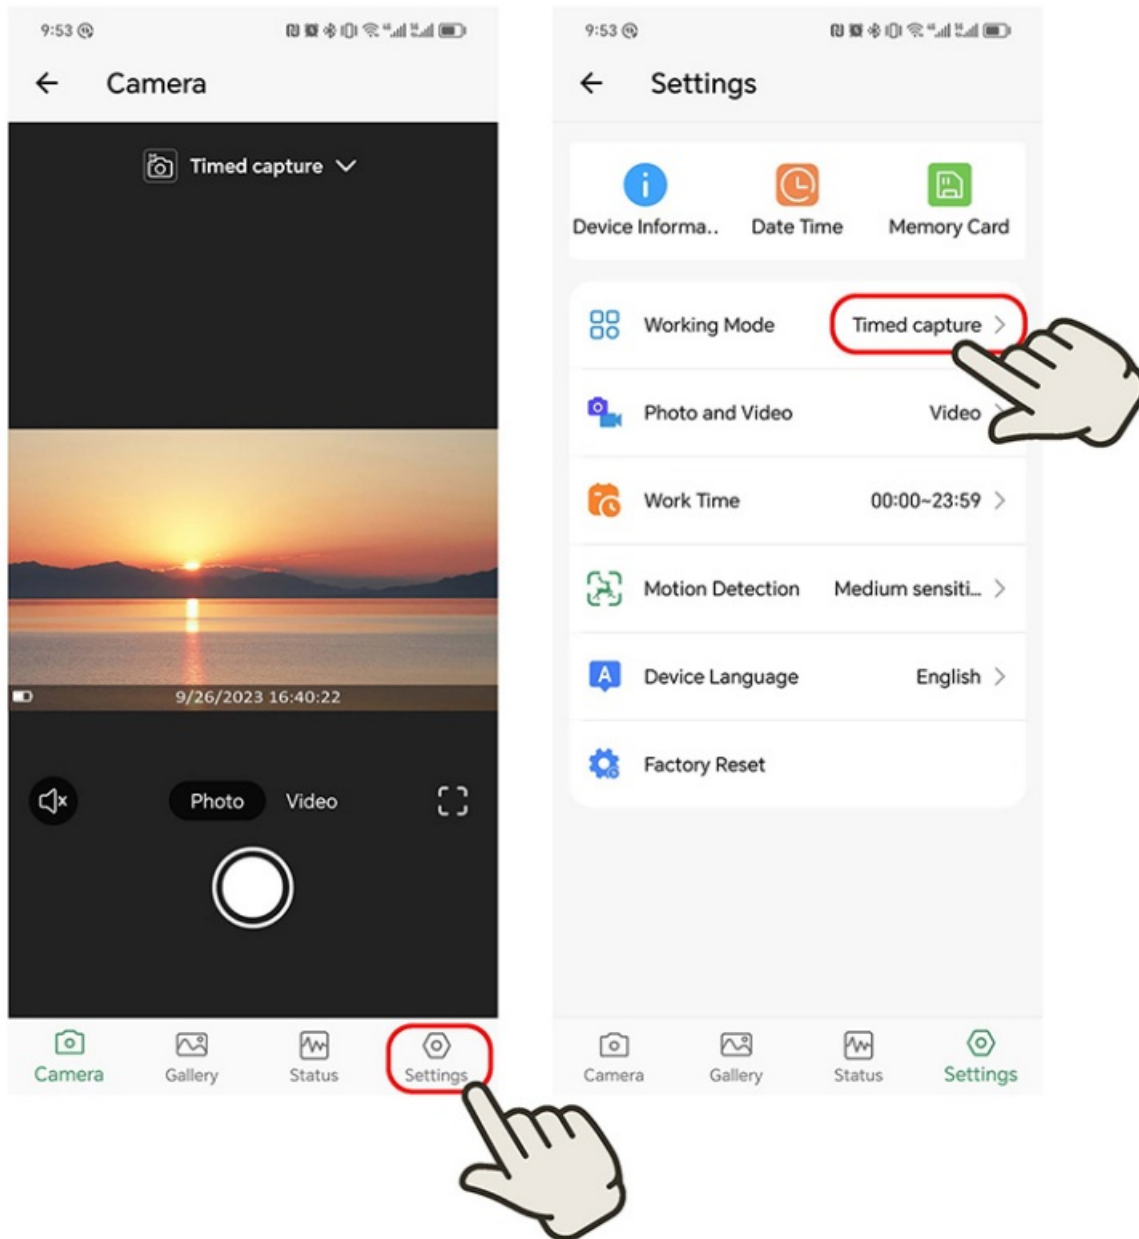 9:53
Camera
Timed capture
9/26/2023 16:40:22
Photo Video
Camera Gallery Status Settings
9:53
Settings
Device Informa.. Date Time Memory Card
Working Mode Timed capture
Photo and Video Video
Work Time 00:00~23:59
Motion Detection Medium sensiti...
A
Device Language English
Factory Reset
Camera Gallery Status Settings